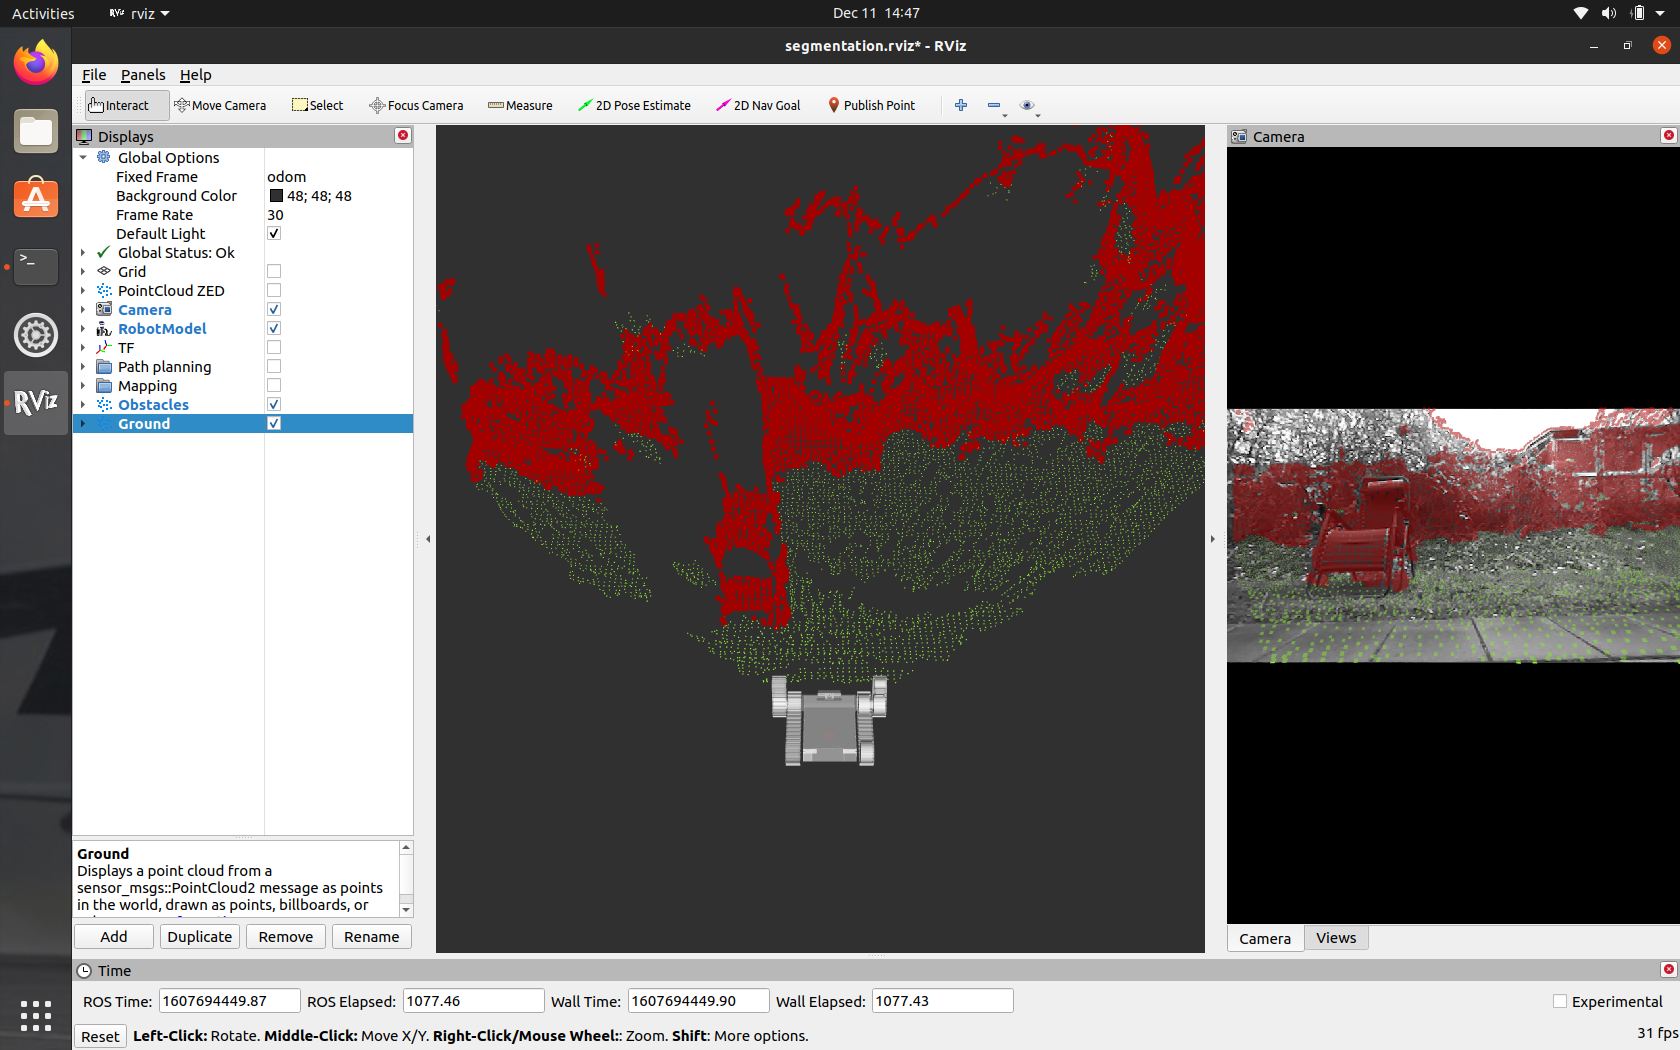 Activities
rviz
Dec 11 14:47
segmentation.rviz* - RViz
File Panels Help
Interact Move Camera Select Focus Camera Measure 2D Pose Estimate 2D Nav Goal Publish Point
Displays
Global Options
Fixed Frame odom
Background Color 48; 48; 48
Frame Rate 30
Default Light
Global Status: Ok
Grid
PointCloud ZED
Camera
RobotModel
TF
Path planning
Mapping
Obstacles
Ground
RViz
Camera
Ground
Displays a point cloud from a
sensor_msgs::PointCloud2 message as points
in the world, drawn as points, billboards, or
Add Duplicate Remove Rename
Camera Views
Time
ROS Time: 1607694449.87 ROS Elapsed: 1077.46 Wall Time: 1607694449.90 Wall Elapsed: 1077.43 Experimental
Reset Left-Click: Rotate. Middle-Click: Move X/Y. Right-Click/Mouse Wheel:: Zoom. Shift: More options. 31 fps